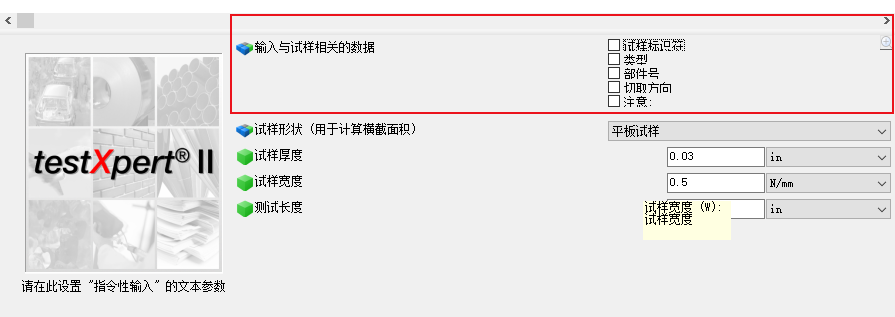 输入与试样相关的数据
试样标识符
类型
部件号
切取方向
注意:
试样形状 (用于计算横截面积)
平板试样
试样厚度
0.03
in
试样宽度
0.5
N/mm
测试长度
in
试样宽度 (W):
试样宽度
testXpert® II
请在此设置 "指令性输入" 的文本参数